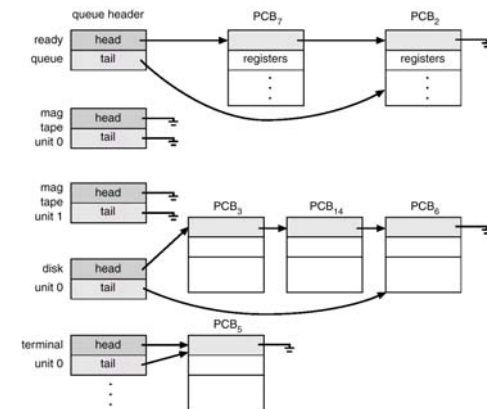 queue header
PCB7
PCB2
ready
queue
head
tail
registers
registers
mag
tape
unit 0
head
tail
mag
tape
unit 1
head
tail
PCB3
PCB14
PCB6
disk
unit 0
head
tail
PCB5
terminal
unit 0
head
tail